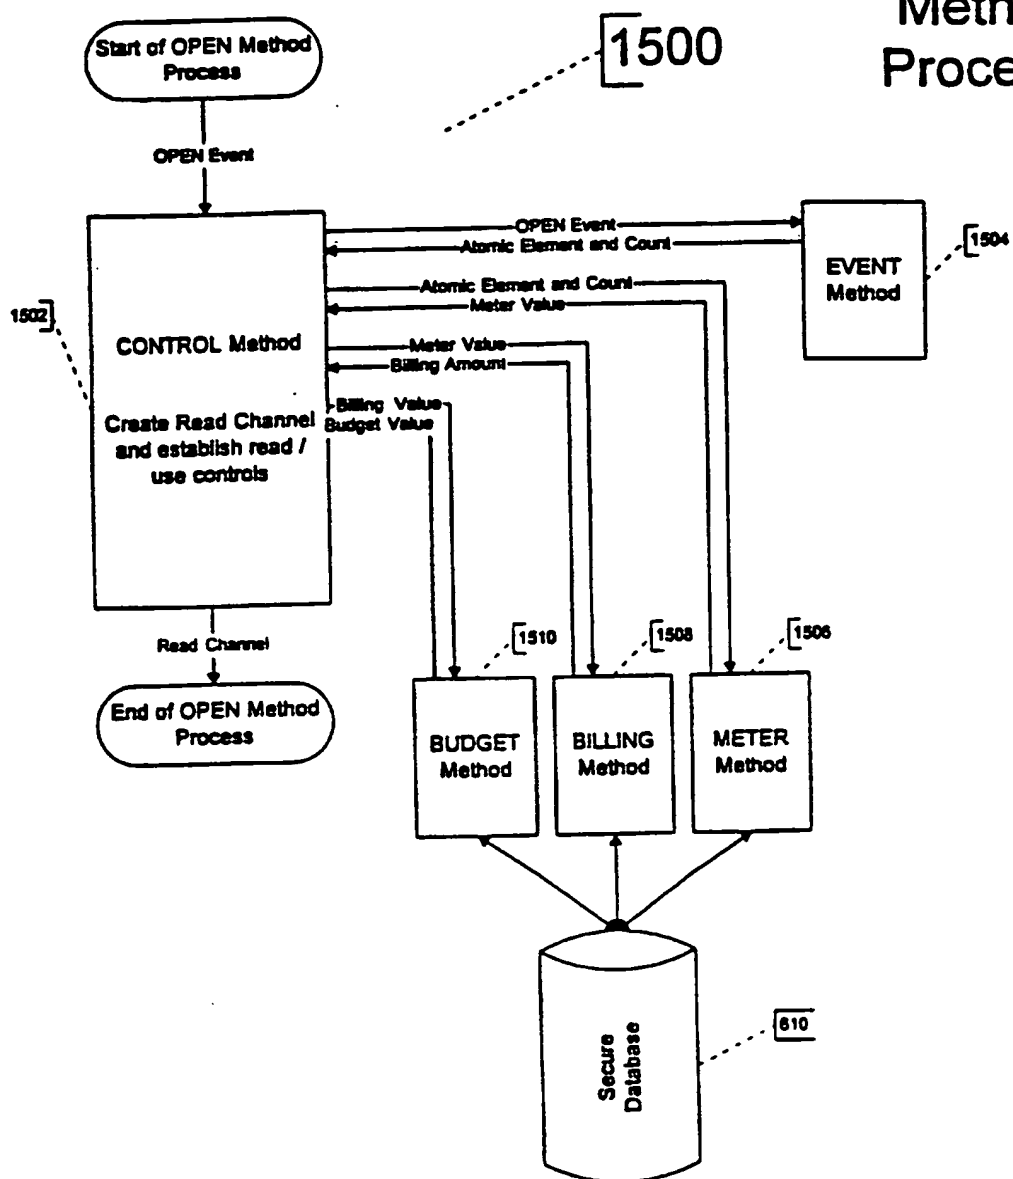 Start of OPEN Method
Process
1500
OPEN Event
OPEN Event
Atomic Element and Count
EVENT
Method
1504
Atomic Element and Count
Meter Value
1502
CONTROL Method
Meter Value
Billing Amount
Billing Value
Budget Value
Create Read Channel
and establish read /
use controls
Read Channel
1510
1508
1506
End of OPEN Method
Process
BUDGET
Method
BILLING
Method
METER
Method
Secure
Database
610